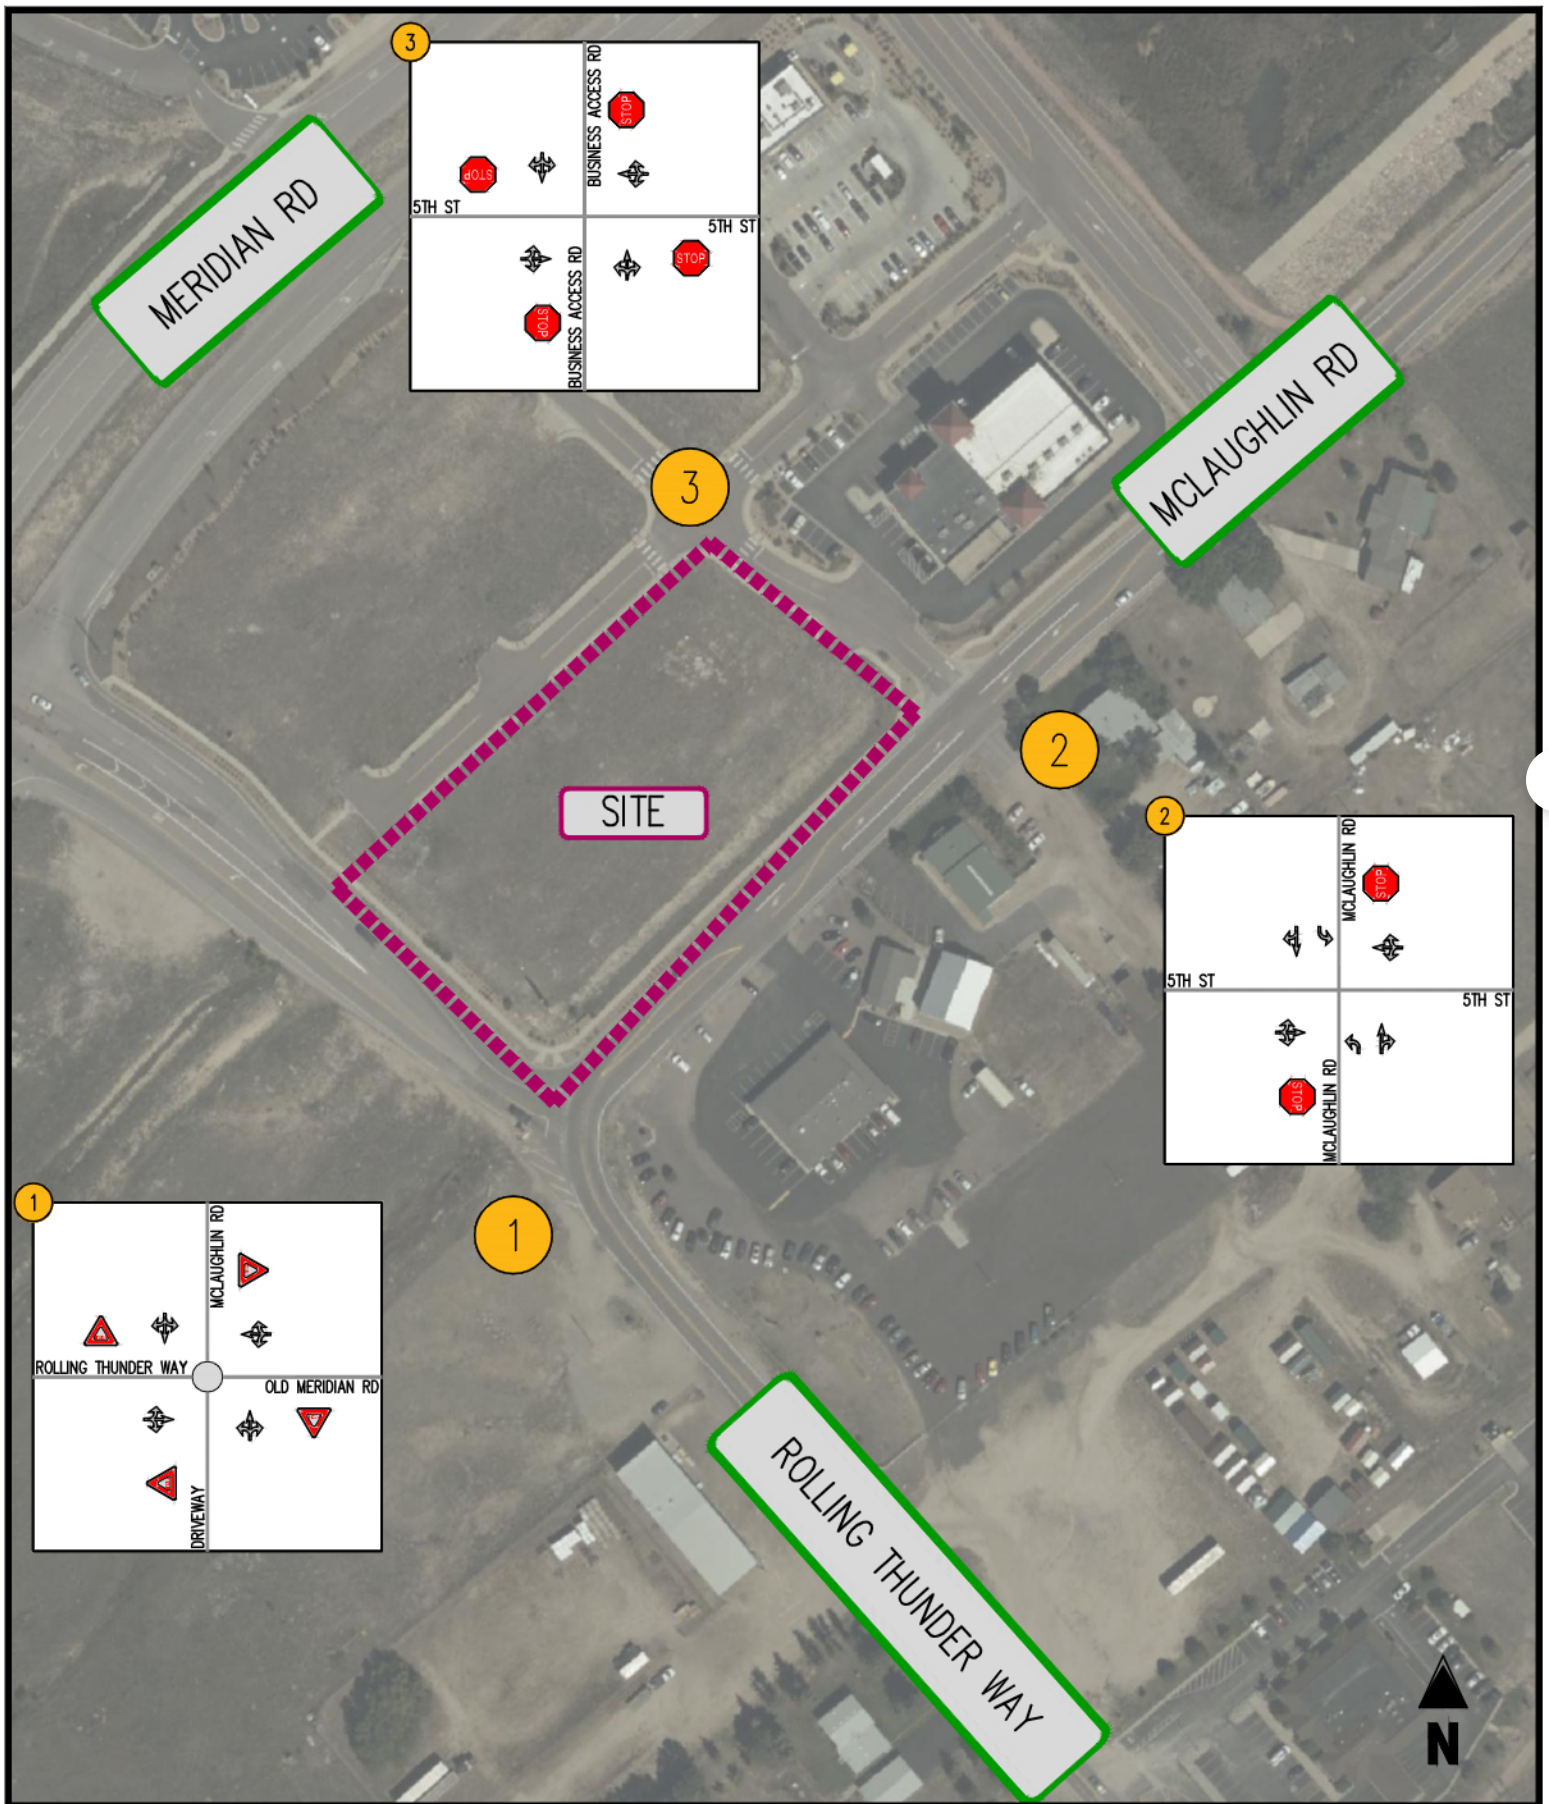 3
BUSINESS ACCESS RD
STOP
STOP
5TH ST
5TH ST
STOP
STOP
BUSINESS ACCESS RD
MERIDIAN RD
MCLAUGHLIN RD
3
2
SITE
2
MCLAUGHLIN RD
STOP
5TH ST
5TH ST
STOP
MCLAUGHLIN RD
1
1
MCLAUGHLIN RD
ROLLING THUNDER WAY
OLD MERIDIAN RD
DRIVEWAY
ROLLING THUNDER WAY
N